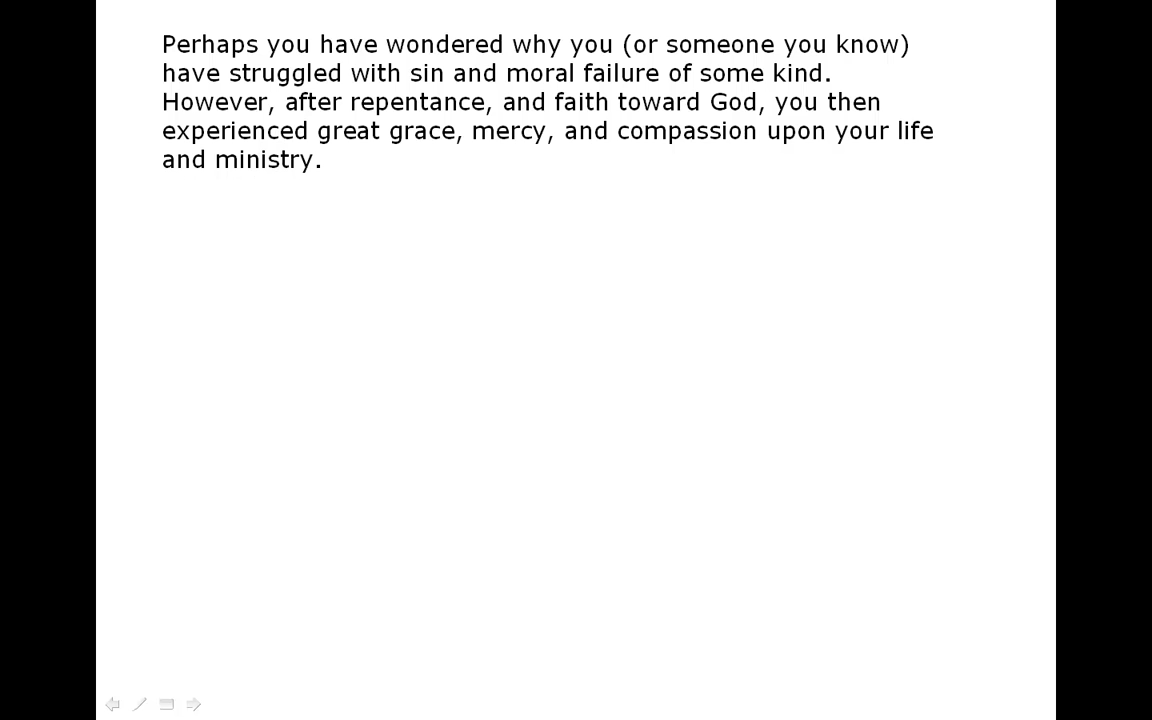 Perhaps you have wondered why you (or someone you know)
have struggled with sin and moral failure of some kind.
However, after repentance, and faith toward God, you then
experienced great grace, mercy, and compassion upon your life
and ministry.